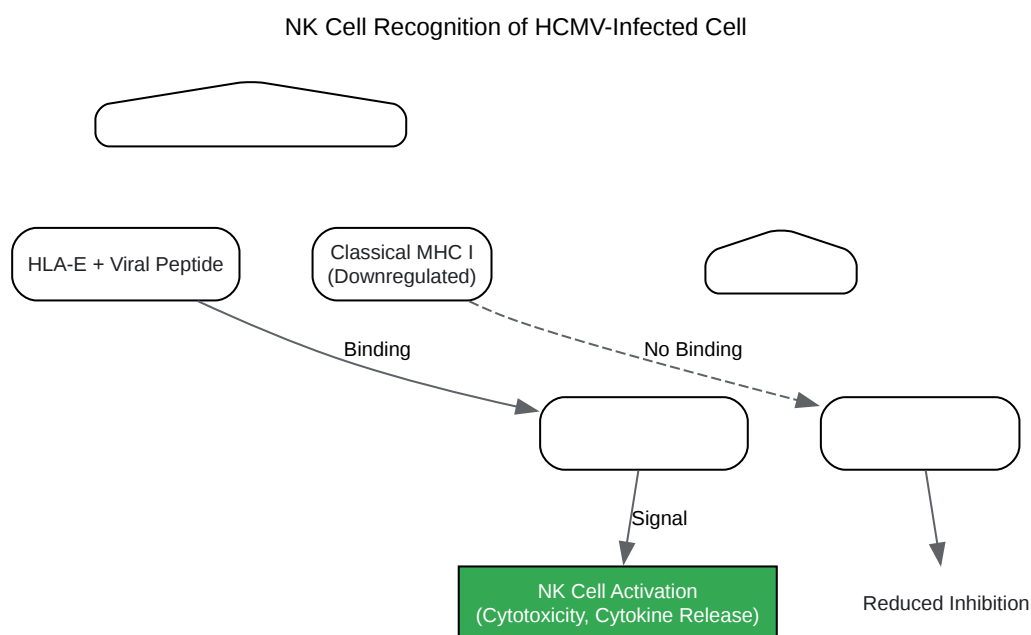 NK Cell Recognition of HCMV-Infected Cell
HLA-E + Viral Peptide
Classical MHC I
(Downregulated)
Binding
No Binding
Signal
NK Cell Activation
(Cytotoxicity, Cytokine Release)
Reduced Inhibition